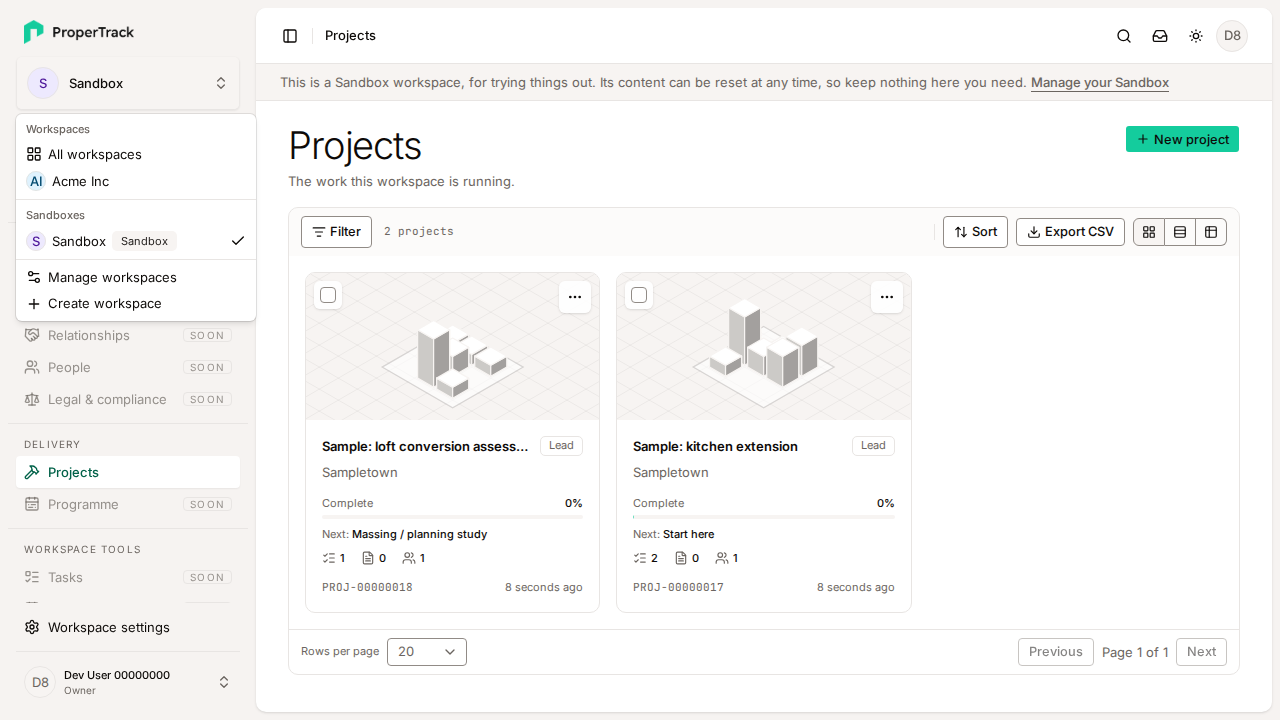 ProperTrack
S Sandbox
Workspaces
All workspaces
AI Acme Inc
Sandboxes
S Sandbox Sandbox
Manage workspaces
Create workspace
Relationships SOON
People SOON
Legal & compliance SOON
DELIVERY
Projects
Programme SOON
WORKSPACE TOOLS
Tasks SOON
Workspace settings
D8 Dev User 00000000
Owner
Projects
D8
This is a Sandbox workspace, for trying things out. Its content can be reset at any time, so keep nothing here you need. Manage your Sandbox
Projects
New project
The work this workspace is running.
Filter 2 projects Sort Export CSV
Sample: loft conversion assess... Lead
Sampletown
Complete 0%
Next: Massing / planning study
1 0 1
PROJ-00000018 8 seconds ago
Sample: kitchen extension Lead
Sampletown
Complete 0%
Next: Start here
2 0 1
PROJ-00000017 8 seconds ago
Rows per page 20 Previous Page 1 of 1 Next